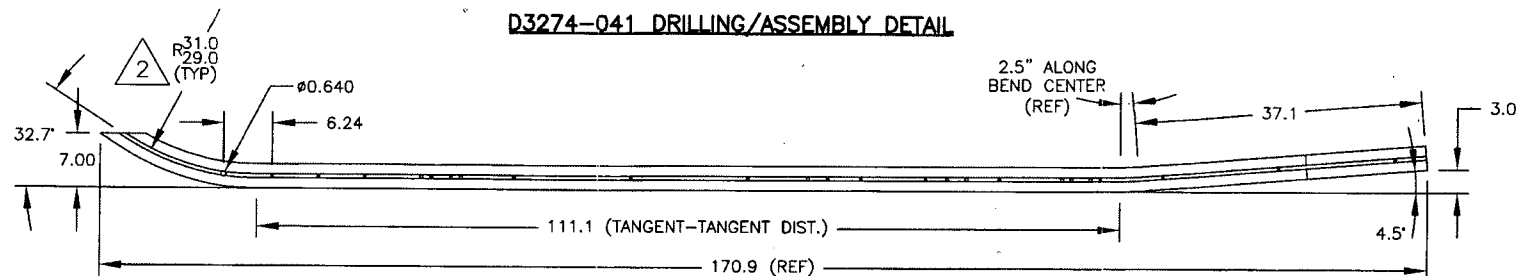 D3274-041 DRILLING/ASSEMBLY DETAIL
2
R31.0
29.0
(TYP)
Ø0.640
6.24
2.5" ALONG
BEND CENTER
(REF)
37.1
3.0
32.7°
7.00
111.1 (TANGENT-TANGENT DIST.)
4.5°
170.9 (REF)